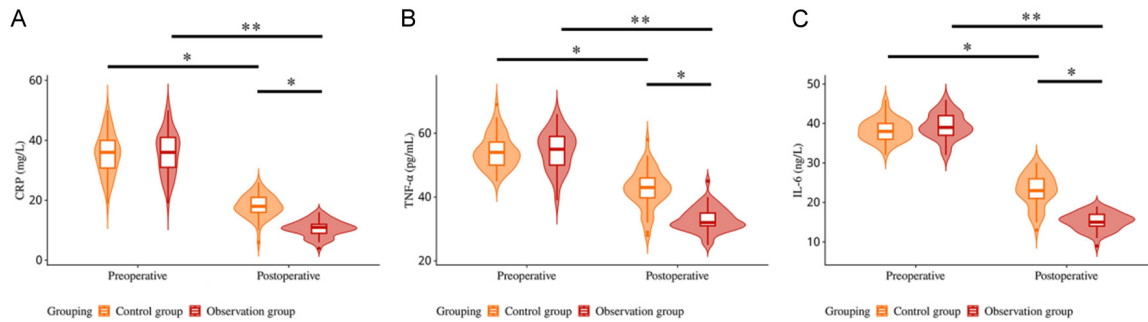 A
**
*
*
60
40
20
0
CRP (mg/L)
Preoperative
Postoperative
Grouping Control group Observation group
B
**
*
*
60
40
20
TNF-α (pg/mL)
Preoperative
Postoperative
Grouping Control group Observation group
C
**
*
*
50
40
30
20
10
IL-6 (ng/L)
Preoperative
Postoperative
Grouping Control group Observation group